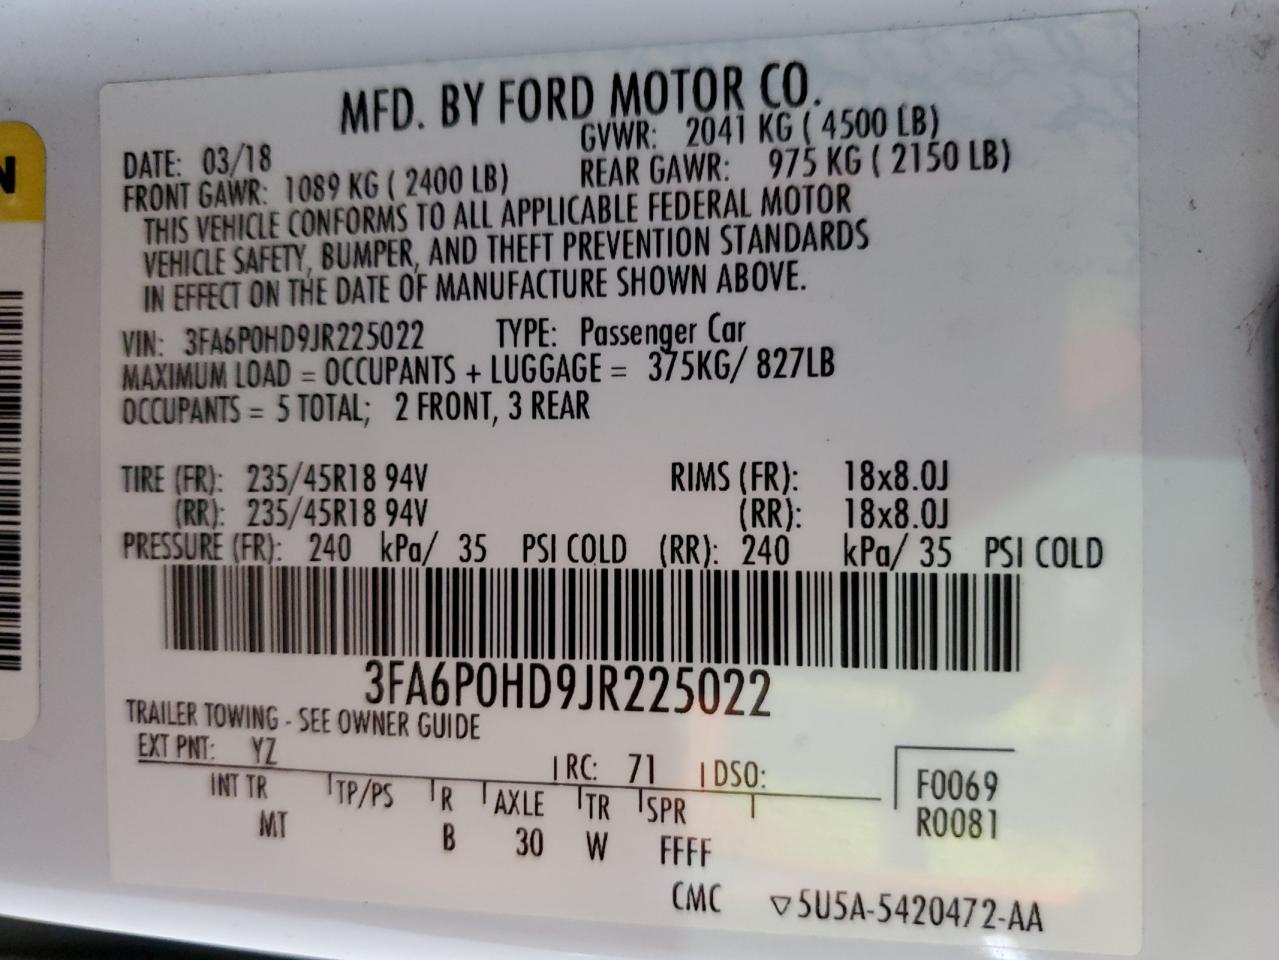 MFD. BY FORD MOTOR CO.
DATE: 03/18 GVWR: 2041 KG ( 4500 LB)
FRONT GAWR: 1089 KG ( 2400 LB) REAR GAWR: 975 KG ( 2150 LB)
THIS VEHICLE CONFORMS TO ALL APPLICABLE FEDERAL MOTOR
VEHICLE SAFETY, BUMPER, AND THEFT PREVENTION STANDARDS
IN EFFECT ON THE DATE OF MANUFACTURE SHOWN ABOVE.
VIN: 3FA6P0HD9JR225022 TYPE: Passenger Car
MAXIMUM LOAD = OCCUPANTS + LUGGAGE = 375KG/ 827LB
OCCUPANTS = 5 TOTAL; 2 FRONT, 3 REAR
TIRE (FR): 235/45R18 94V RIMS (FR): 18x8.0J
(RR): 235/45R18 94V (RR): 18x8.0J
PRESSURE (FR): 240 kPa/ 35 PSI COLD (RR): 240 kPa/ 35 PSI COLD
3FA6P0HD9JR225022
TRAILER TOWING - SEE OWNER GUIDE
EXT PNT: YZ RC: 71 DSO:
INT TR TP/PS R AXLE TR SPR
MT B 30 W FFFF
F0069
R0081
CMC ▽5U5A-5420472-AA
N